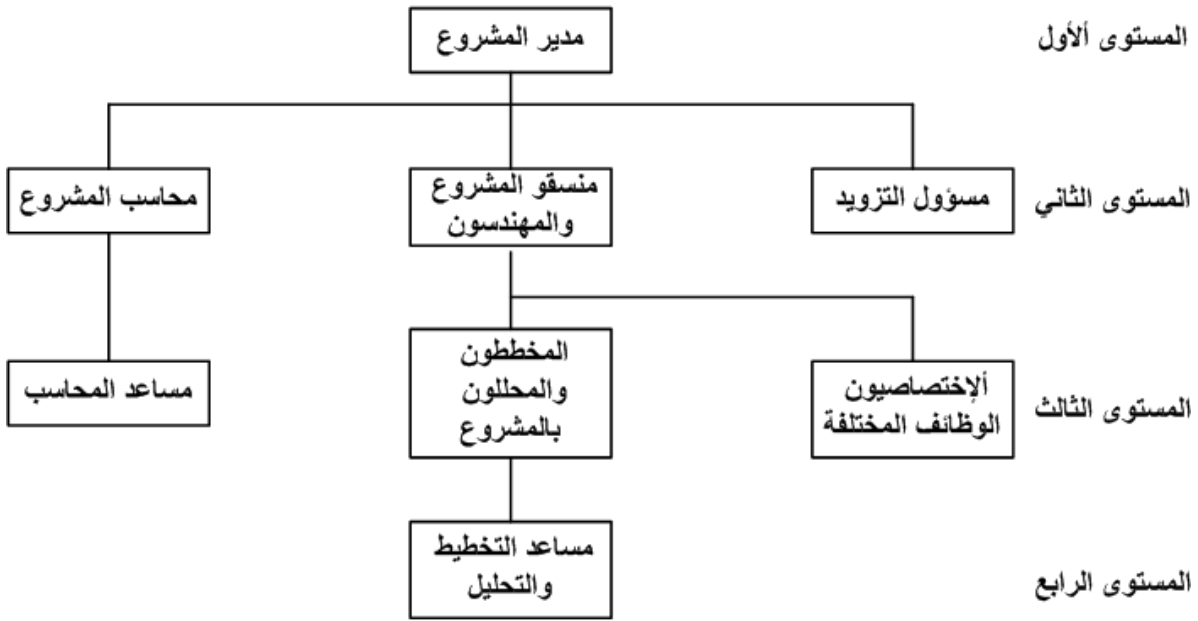 المستوى ألأول
مدير المشروع
المستوى الثاني
مسؤول التزويد
منسقو المشروع
والمهندسون
محاسب المشروع
المستوى الثالث
ألإختصاصيون
الوظائف المختلفة
المخططون
والمحللون
بالمشروع
مساعد المحاسب
المستوى الرابع
مساعد التخطيط
والتحليل